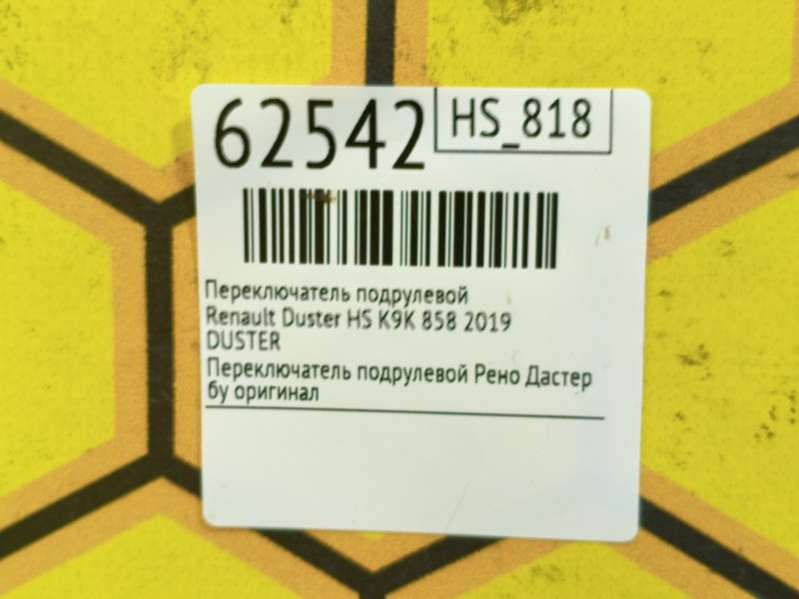 62542
HS_818
Переключатель подрулевой
Renault Duster HS K9K 858 2019
DUSTER
Переключатель подрулевой Рено Дастер
бу оригинал